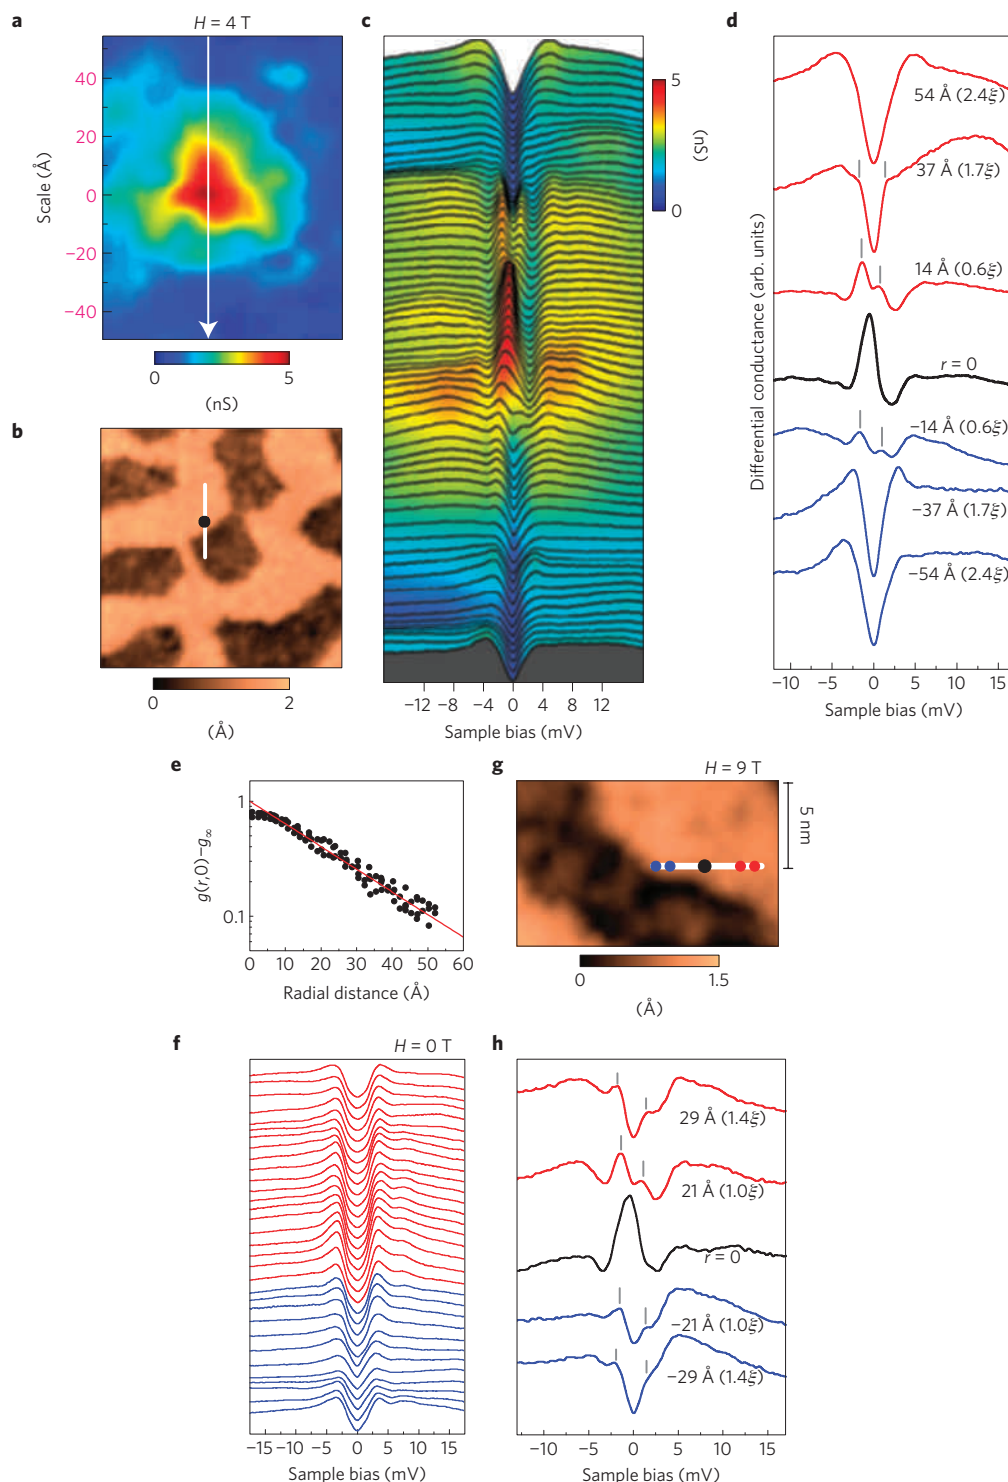 a
H = 4 T
40
20
0
−20
−40
Scale (Å)
0 5
(nS)
b
0 2
(Å)
c
5
0
(nS)
−12 −8 −4 0 4 8 12
Sample bias (mV)
d
54 Å (2.4ξ)
37 Å (1.7ξ)
14 Å (0.6ξ)
r = 0
−14 Å (0.6ξ)
−37 Å (1.7ξ)
−54 Å (2.4ξ)
Differential conductance (arb. units)
−10 −5 0 5 10 15
Sample bias (mV)
e
1
0.1
g(r,0)−g∞
0 10 20 30 40 50 60
Radial distance (Å)
g
H = 9 T
5 nm
0 1.5
(Å)
f
H = 0 T
−15 −10 −5 0 5 10 15
Sample bias (mV)
h
29 Å (1.4ξ)
21 Å (1.0ξ)
r = 0
−21 Å (1.0ξ)
−29 Å (1.4ξ)
−10 −5 0 5 10 15
Sample bias (mV)